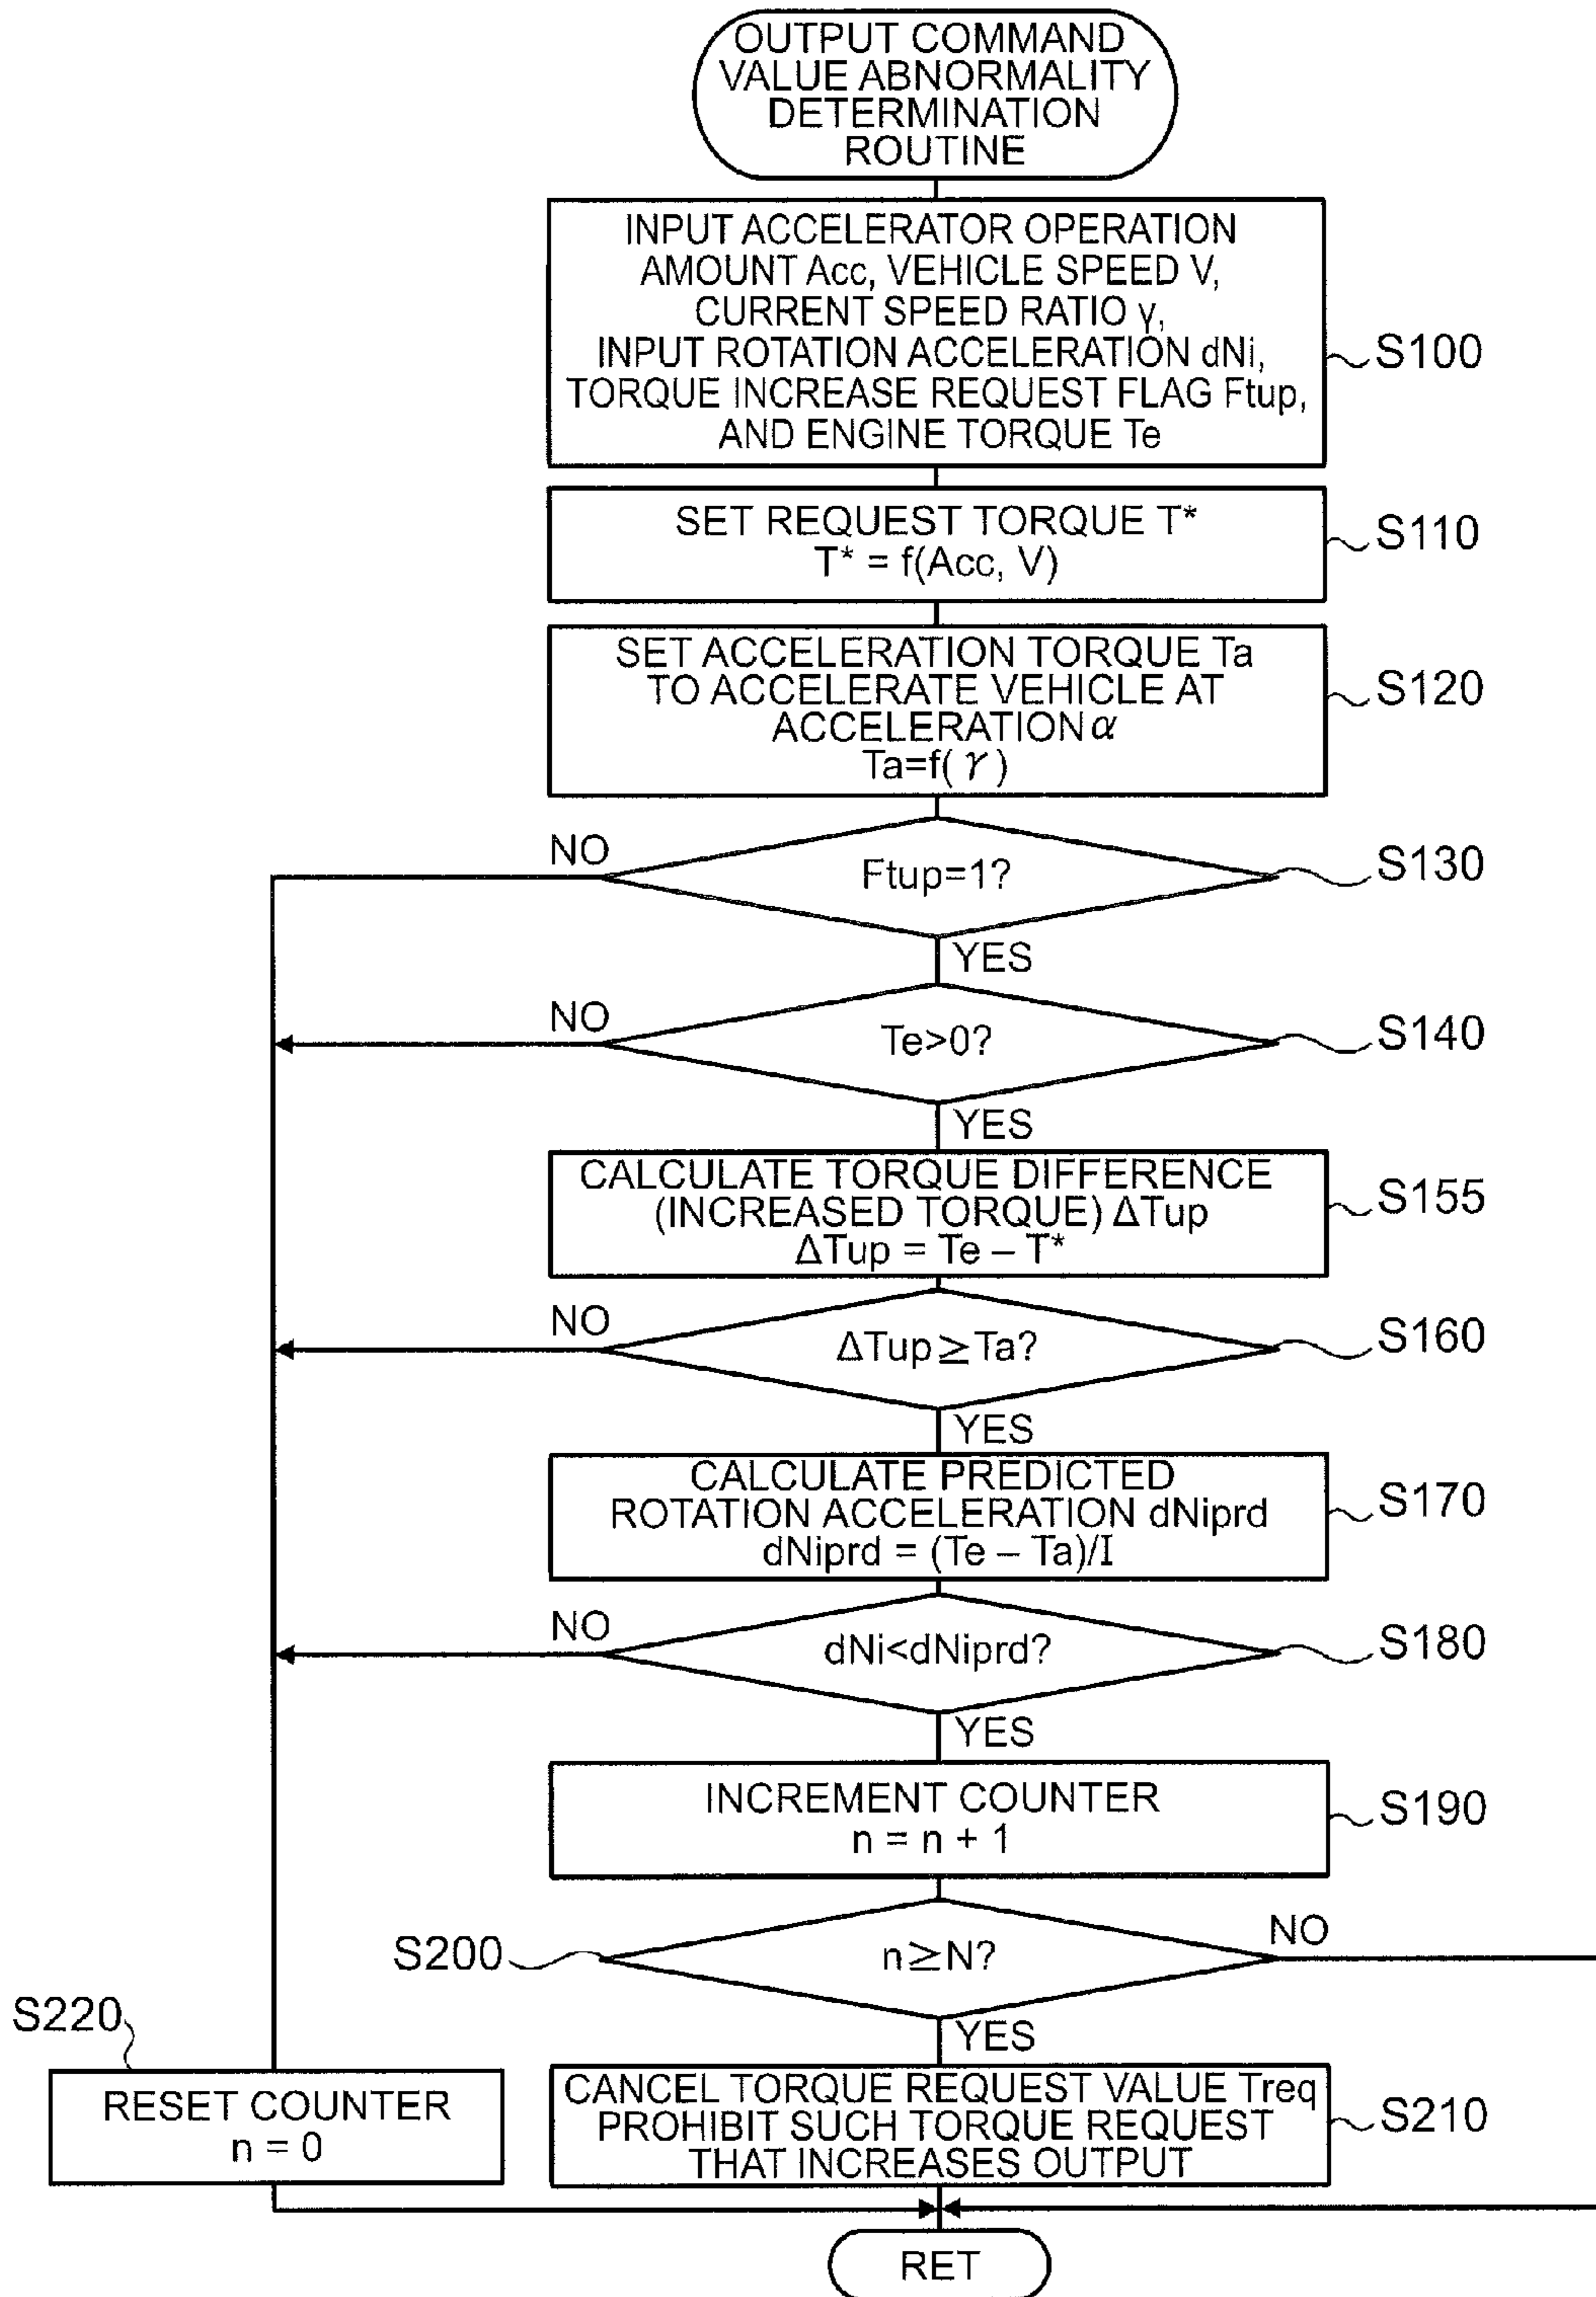 OUTPUT COMMAND
VALUE ABNORMALITY
DETERMINATION
ROUTINE
INPUT ACCELERATOR OPERATION
AMOUNT Acc, VEHICLE SPEED V,
CURRENT SPEED RATIO γ,
INPUT ROTATION ACCELERATION dNi,
TORQUE INCREASE REQUEST FLAG Ftup,
AND ENGINE TORQUE Te
S100
SET REQUEST TORQUE T*
T* = f(Acc, V)
S110
SET ACCELERATION TORQUE Ta
TO ACCELERATE VEHICLE AT
ACCELERATION α
Ta=f( γ )
S120
NO
Ftup=1?
S130
YES
NO
Te>0?
S140
YES
CALCULATE TORQUE DIFFERENCE
(INCREASED TORQUE) ΔTup
ΔTup = Te – T*
S155
NO
ΔTup≧Ta?
S160
YES
CALCULATE PREDICTED
ROTATION ACCELERATION dNiprd
dNiprd = (Te – Ta)/I
S170
NO
dNi<dNiprd?
S180
YES
INCREMENT COUNTER
n = n + 1
S190
S200
n≧N?
NO
YES
S220
RESET COUNTER
n = 0
CANCEL TORQUE REQUEST VALUE Treq
PROHIBIT SUCH TORQUE REQUEST
THAT INCREASES OUTPUT
S210
RET